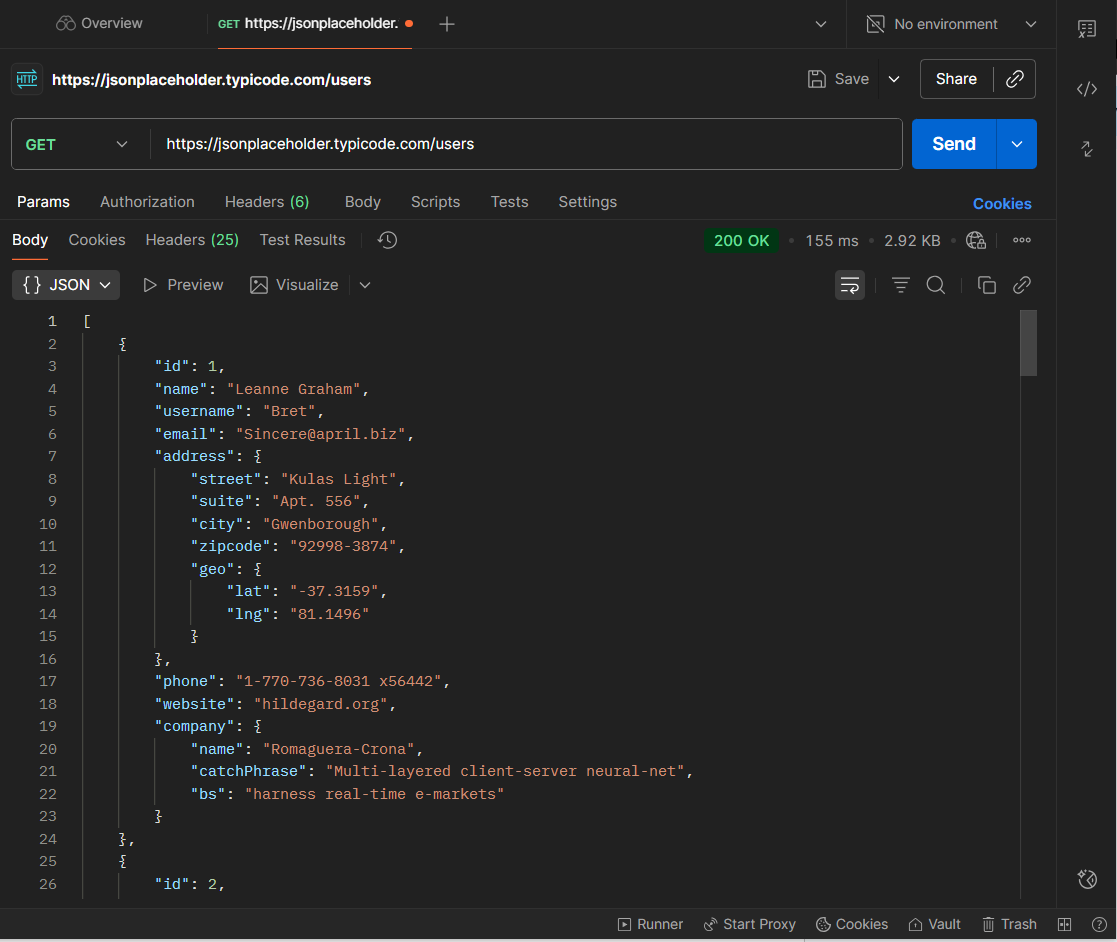 Overview GET https://jsonplaceholder. No environment
HTTP https://jsonplaceholder.typicode.com/users Save Share
GET https://jsonplaceholder.typicode.com/users Send
Params Authorization Headers (6) Body Scripts Tests Settings Cookies
Body Cookies Headers (25) Test Results 200 OK 155 ms 2.92 KB
{} JSON Preview Visualize
1 [
2 {
3 "id": 1,
4 "name": "Leanne Graham",
5 "username": "Bret",
6 "email": "Sincere@april.biz",
7 "address": {
8 "street": "Kulas Light",
9 "suite": "Apt. 556",
10 "city": "Gwenborough",
11 "zipcode": "92998-3874",
12 "geo": {
13 "lat": "-37.3159",
14 "lng": "81.1496"
15 }
16 },
17 "phone": "1-770-736-8031 x56442",
18 "website": "hildegard.org",
19 "company": {
20 "name": "Romaguera-Crona",
21 "catchPhrase": "Multi-layered client-server neural-net",
22 "bs": "harness real-time e-markets"
23 }
24 },
25 {
26 "id": 2,
Runner Start Proxy Cookies Vault Trash